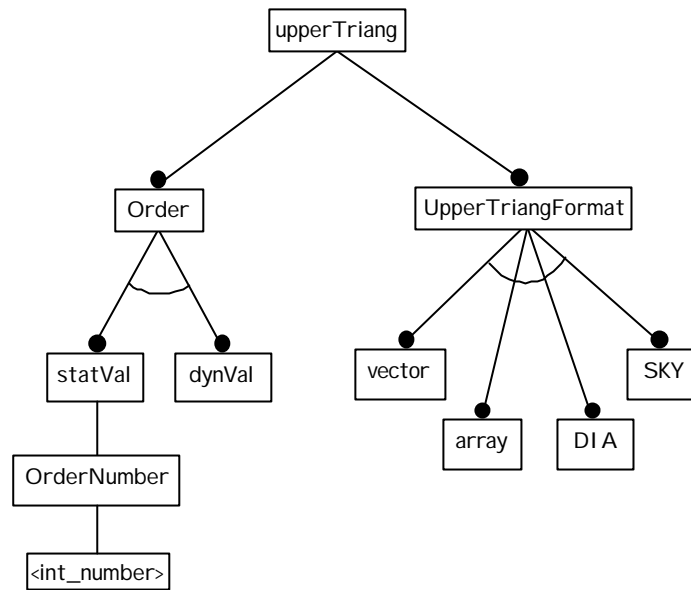 upperTriang
Order
UpperTriangFormat
statVal
dynVal
vector
SKY
array
DIA
OrderNumber
<int_number>